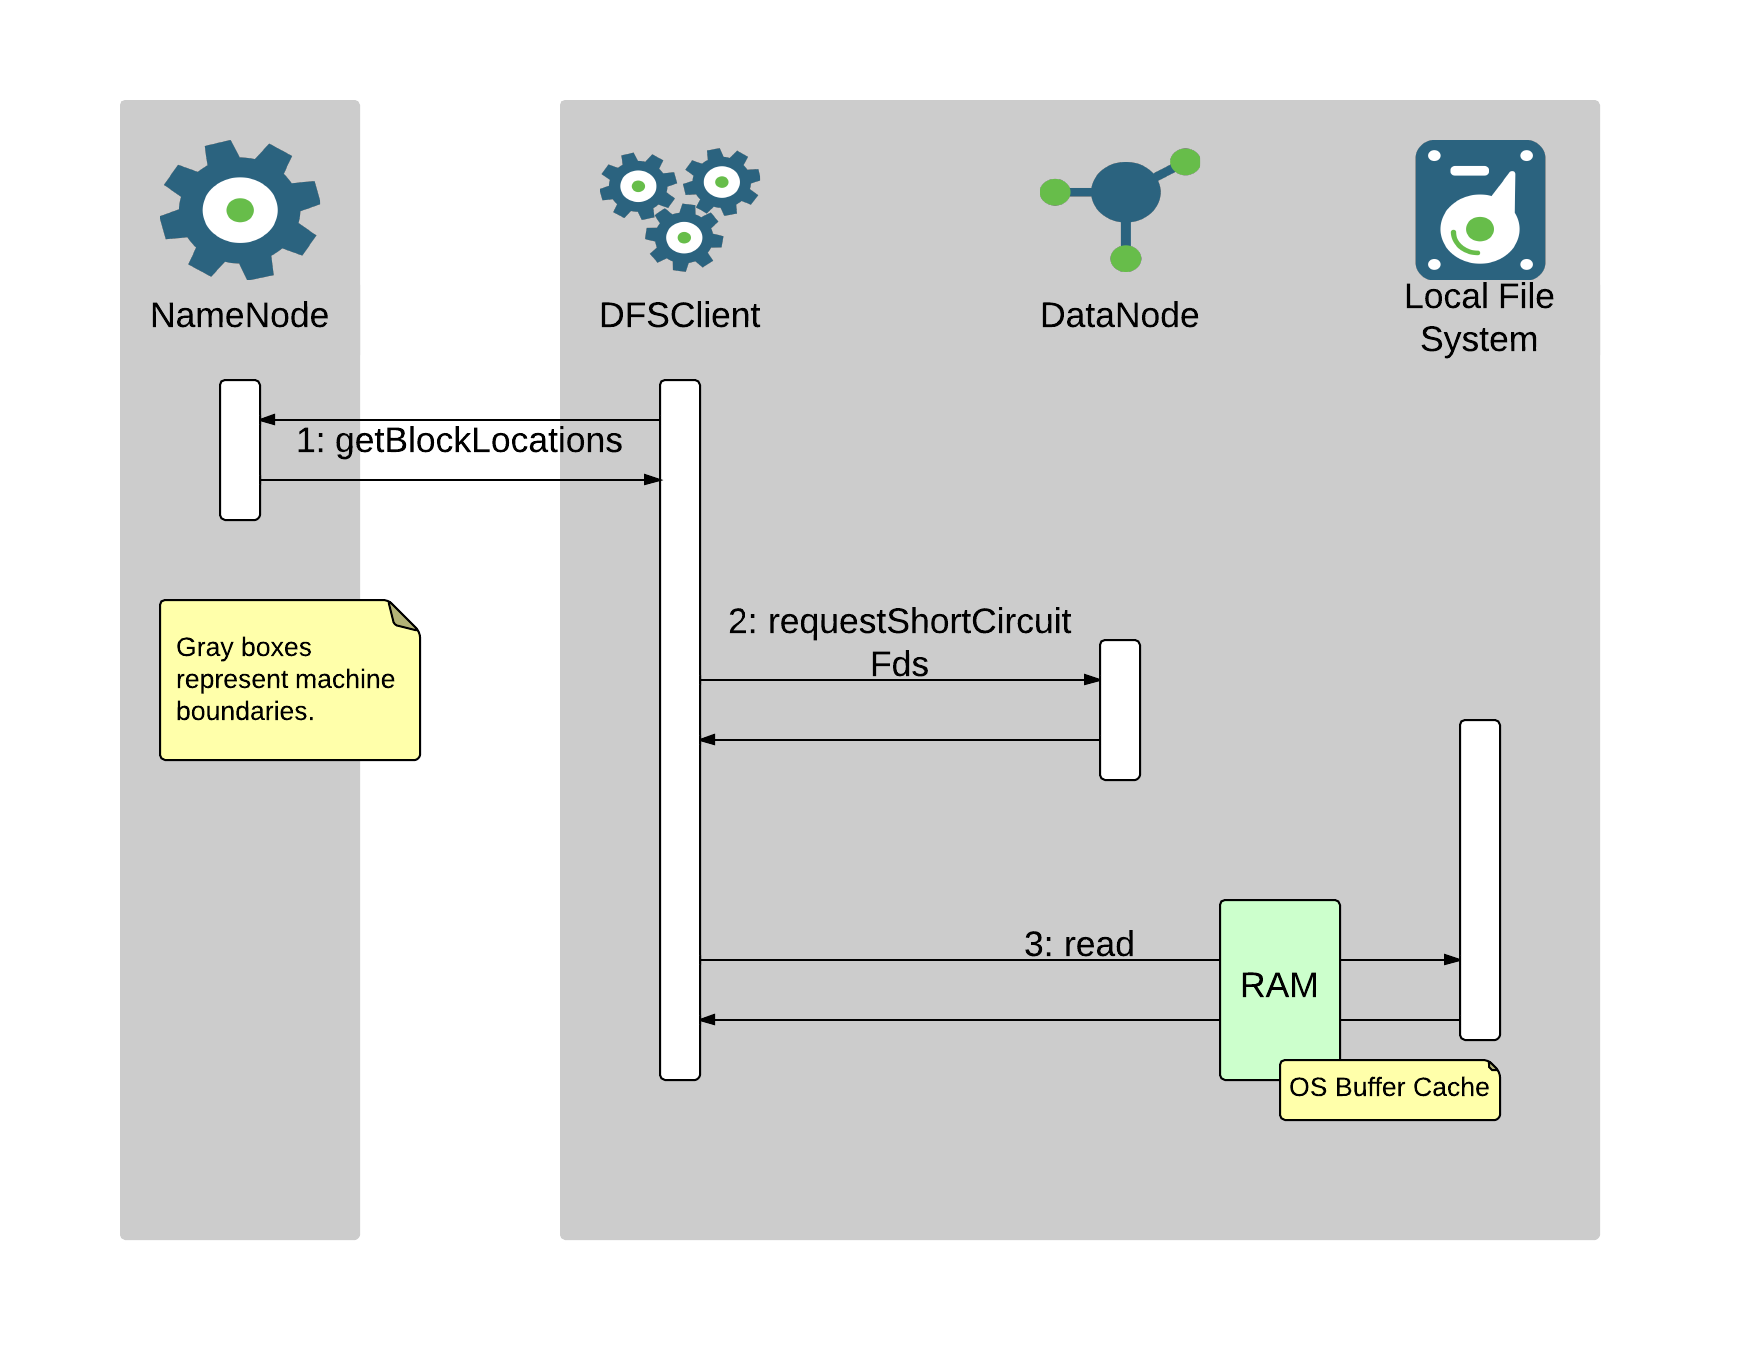 NameNode
DFSClient
DataNode
Local File
System
1: getBlockLocations
2: requestShortCircuit
Fds
Gray boxes
represent machine
boundaries.
3: read
RAM
OS Buffer Cache